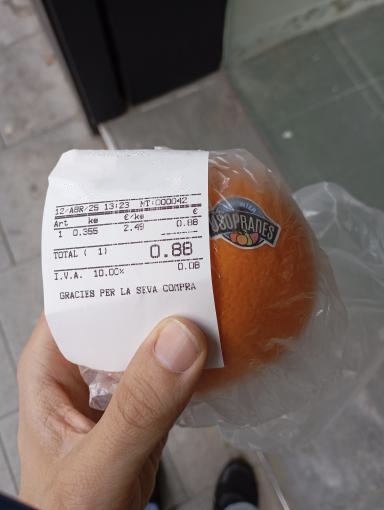 12/ABR/25 13:23 NT:000042
Art kg €/kg €
1 0.355 2.49 0.88
TOTAL ( 1) 0.88
I.V.A. 10.00% 0.08
GRACIES PER LA SEVA COMPRA